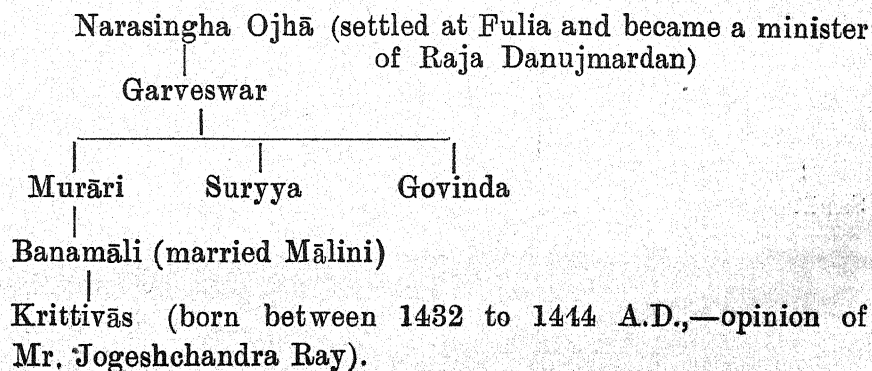 Narasingha Ojhā (settled at Fulia and became a minister
of Raja Danujmardan)
Garveswar
Murāri Suryya Govinda
Banamāli (married Mālini)
Krittivās (born between 1432 to 1444 A.D.,—opinion of
Mr. Jogeshchandra Ray).